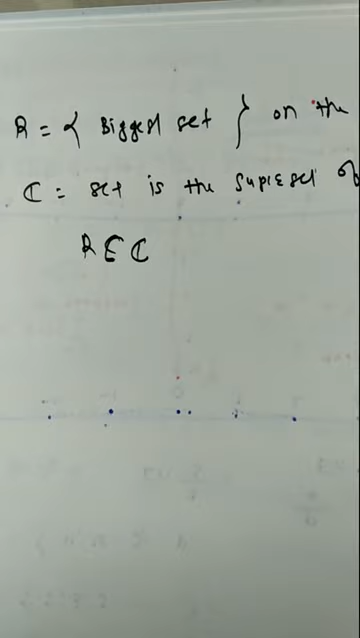 R = { Biggest set } on the
C = set is the superset of
R E C